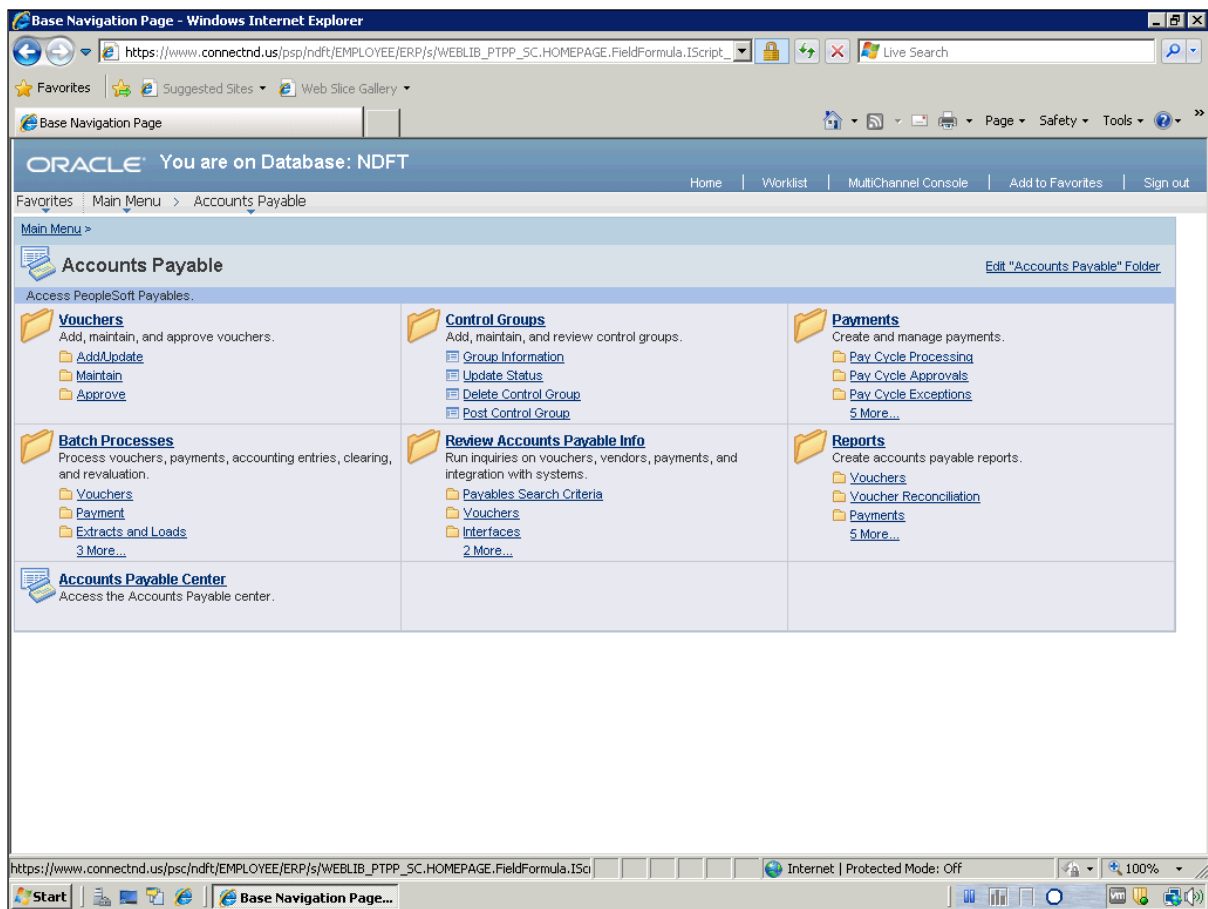 Base Navigation Page - Windows Internet Explorer
https://www.connectnd.us/psp/ndft/EMPLOYEE/ERP/s/WEBLIB_PTPP_SC.HOMEPAGE.FieldFormula.IScript_
Live Search
Favorites Suggested Sites Web Slice Gallery
Base Navigation Page Page Safety Tools
ORACLE You are on Database: NDFT
Home | Worklist | MultiChannel Console | Add to Favorites | Sign out
Favorites Main Menu > Accounts Payable
Main Menu >
Accounts Payable
Edit "Accounts Payable" Folder
Access PeopleSoft Payables.
Vouchers
Add, maintain, and approve vouchers.
Add/Update
Maintain
Approve
Control Groups
Add, maintain, and review control groups.
Group Information
Update Status
Delete Control Group
Post Control Group
Payments
Create and manage payments.
Pay Cycle Processing
Pay Cycle Approvals
Pay Cycle Exceptions
5 More...
Batch Processes
Process vouchers, payments, accounting entries, clearing,
and revaluation.
Vouchers
Payment
Extracts and Loads
3 More...
Review Accounts Payable Info
Run inquiries on vouchers, vendors, payments, and
integration with systems.
Payables Search Criteria
Vouchers
Interfaces
2 More...
Reports
Create accounts payable reports.
Vouchers
Voucher Reconciliation
Payments
5 More...
Accounts Payable Center
Access the Accounts Payable center.
https://www.connectnd.us/psc/ndft/EMPLOYEE/ERP/s/WEBLIB_PTPP_SC.HOMEPAGE.FieldFormula.IScr
Internet | Protected Mode: Off
100%
Start
Base Navigation Page...